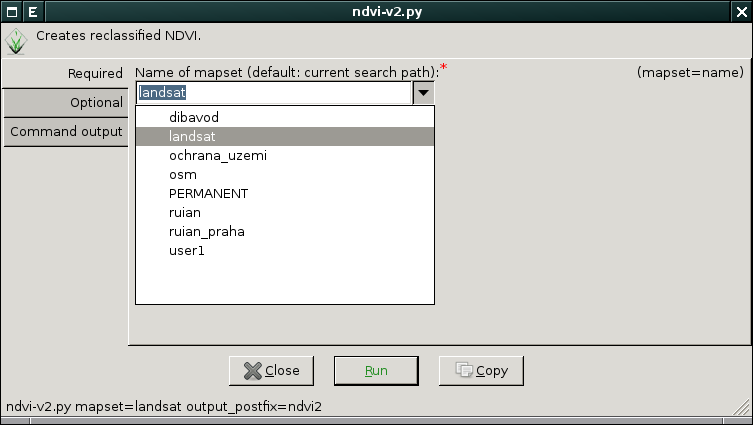 E ndvi-v2.py
Creates reclassified NDVI.
Required
Name of mapset (default: current search path):* (mapset=name)
landsat
Optional
Command output
dibavod
landsat
ochrana_uzemi
osm
PERMANENT
ruian
ruian_praha
user1
Close Run Copy
ndvi-v2.py mapset=landsat output_postfix=ndvi2